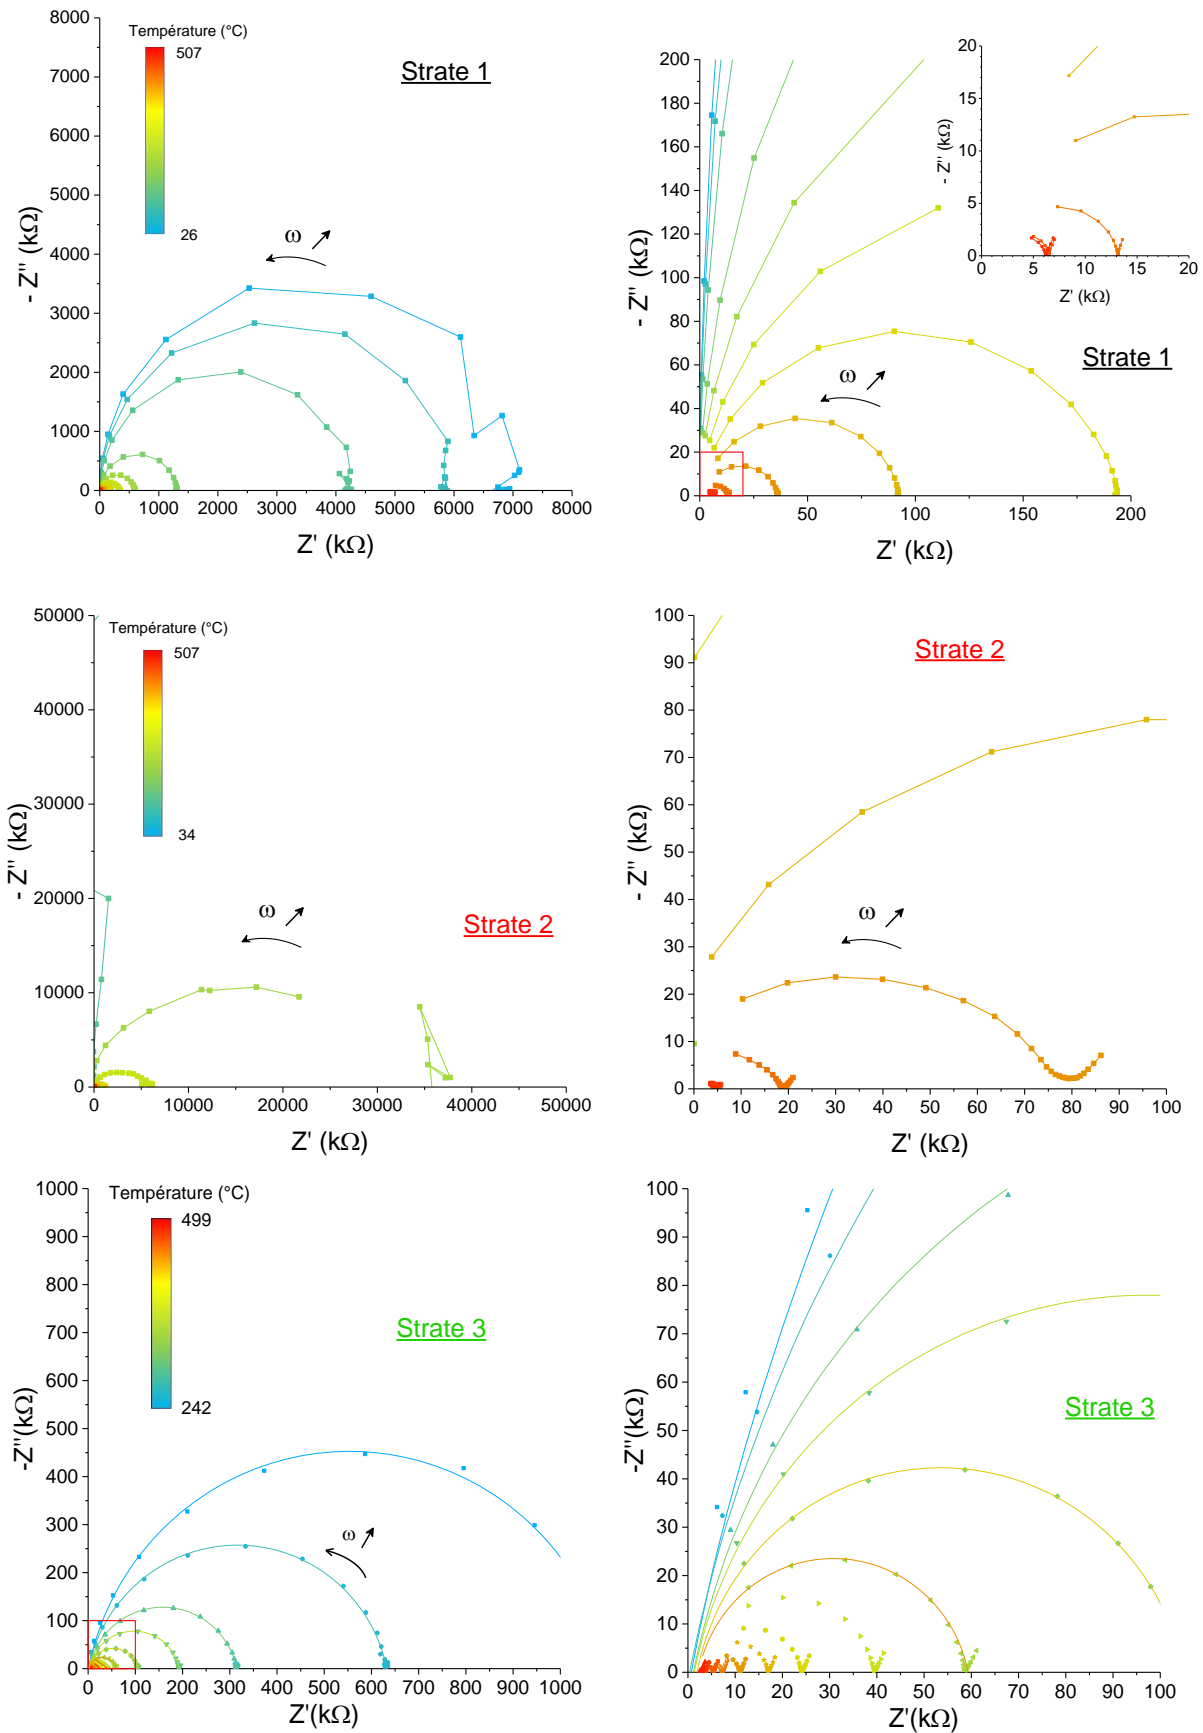 8000
7000
6000
5000
4000
3000
2000
1000
0
- Z'' (kΩ)
Température (°C)
507
26
Strate 1
ω
0 1000 2000 3000 4000 5000 6000 7000 8000
Z' (kΩ)
200
180
160
140
120
100
80
60
40
20
0
- Z'' (kΩ)
20
15
10
5
0
- Z'' (kΩ)
0 5 10 15 20
Z' (kΩ)
Strate 1
ω
0 50 100 150 200
Z' (kΩ)
50000
40000
30000
20000
10000
0
- Z'' (kΩ)
Température (°C)
507
34
ω
Strate 2
0 10000 20000 30000 40000 50000
Z' (kΩ)
100
90
80
70
60
50
40
30
20
10
0
- Z'' (kΩ)
Strate 2
ω
0 10 20 30 40 50 60 70 80 90 100
Z' (kΩ)
1000
900
800
700
600
500
400
300
200
100
0
-Z''(kΩ)
Température (°C)
499
242
Strate 3
ω
0 100 200 300 400 500 600 700 800 900 1000
Z'(kΩ)
100
90
80
70
60
50
40
30
20
10
0
-Z''(kΩ)
Strate 3
0 10 20 30 40 50 60 70 80 90 100
Z'(kΩ)